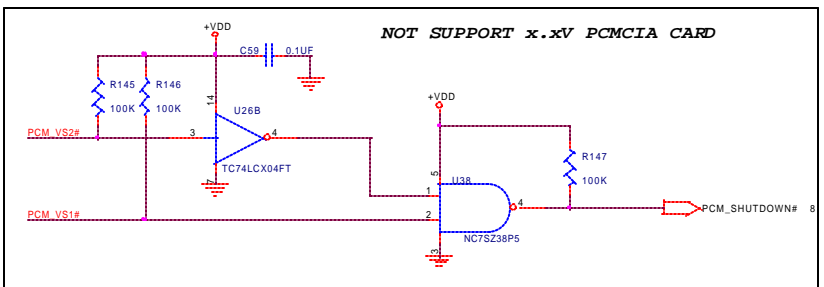 +VDD
NOT SUPPORT x.xV PCMCIA CARD
C59 0.1UF
R145 R146
100K 100K
14
U26B
+VDD
PCM_VS2#
3
4
R147
TC74LCX04FT
7
5
U38
100K
1
4
PCM_SHUTDOWN# 8
PCM_VS1#
2
NC7SZ38P5
3